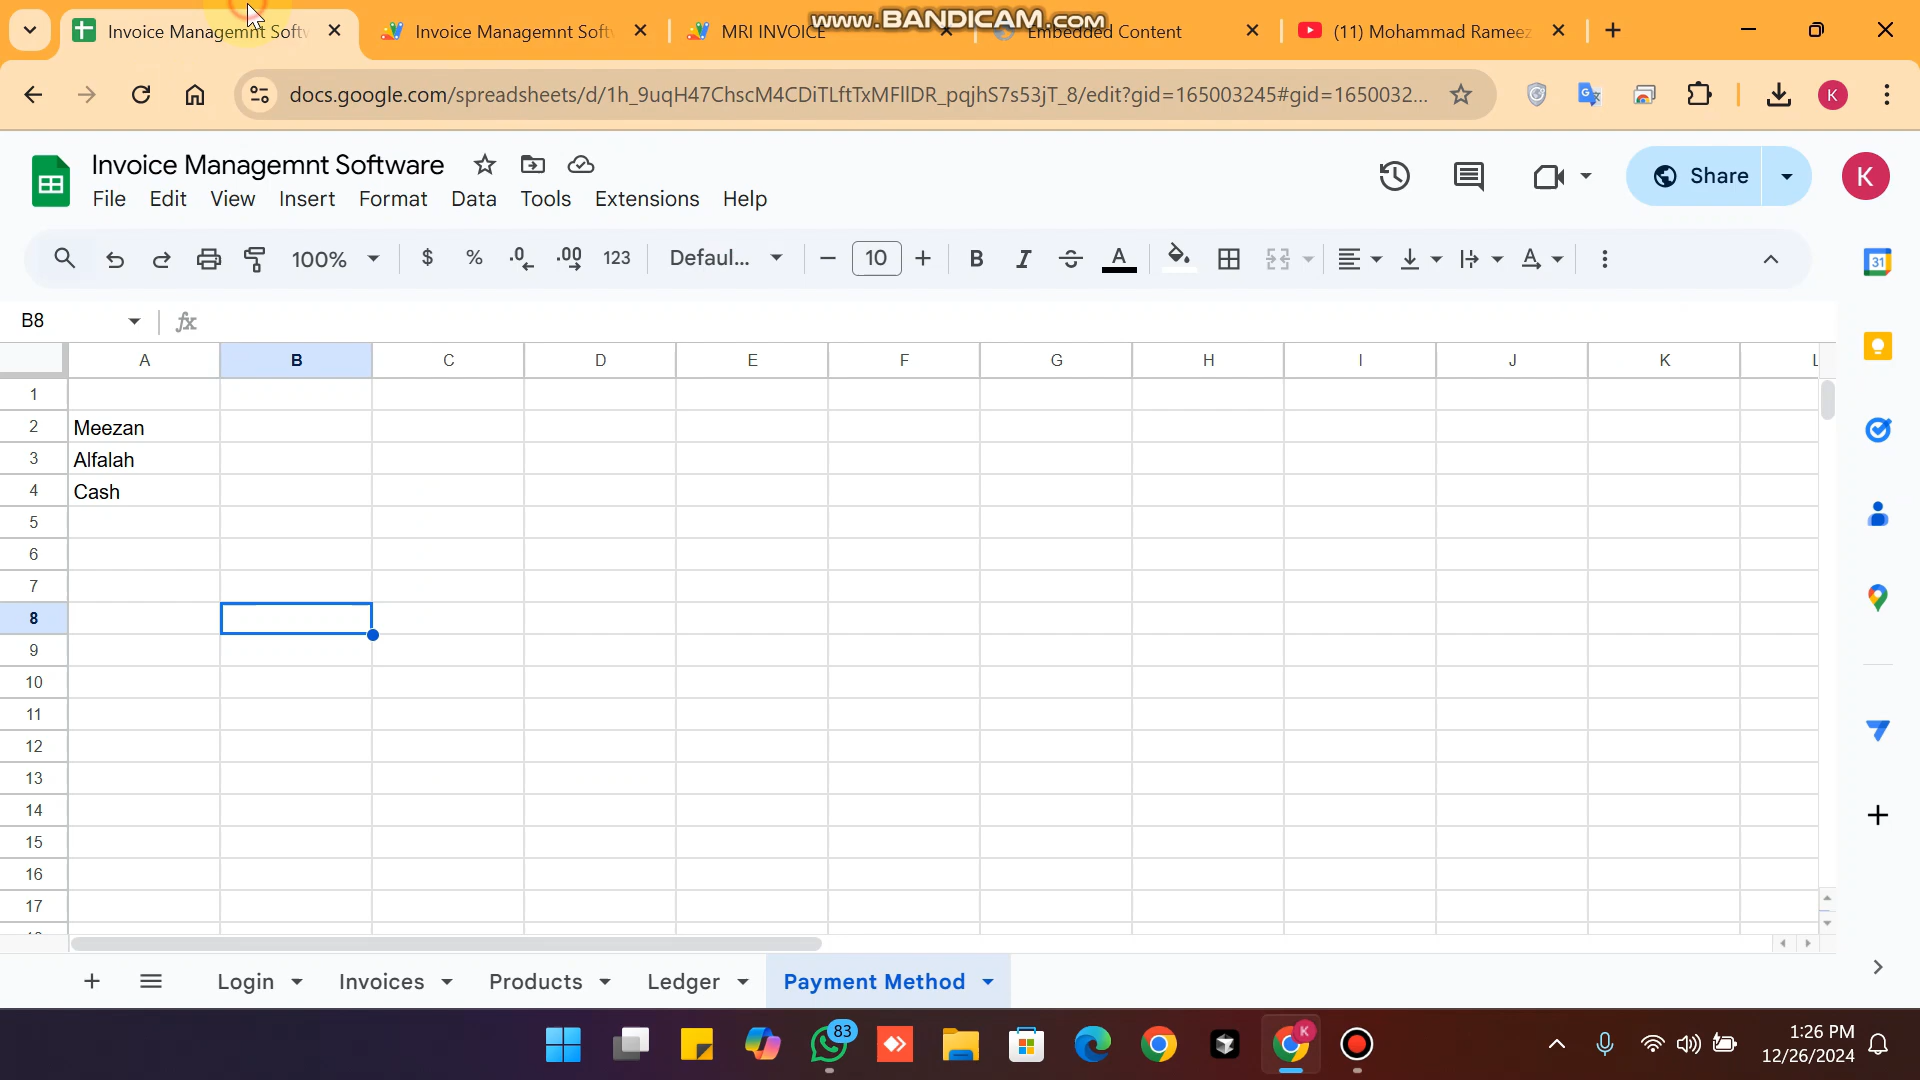 Invoice Managemnt Softw
Invoice Managemnt Soft
MRI INVOICE
www.BANDICAM.com
Embedded Content
(11) Mohammad Rameez
docs.google.com/spreadsheets/d/1h_9uqH47ChscM4CDiTLftTxMFllDR_pqjhS7s53jT_8/edit?gid=165003245#gid=1650032...
K
Invoice Managemnt Software
Share
K
File Edit View Insert Format Data Tools Extensions Help
100% $ % .0 .00 123 Defaul... 10 B I S A
31
B8 fx
A B C D E F G H I J K L
1
2 Meezan
3 Alfalah
4 Cash
5
6
7
8
9
10
11
12
13
14
15
16
17
Login Invoices Products Ledger Payment Method
83
K
1:26 PM
12/26/2024